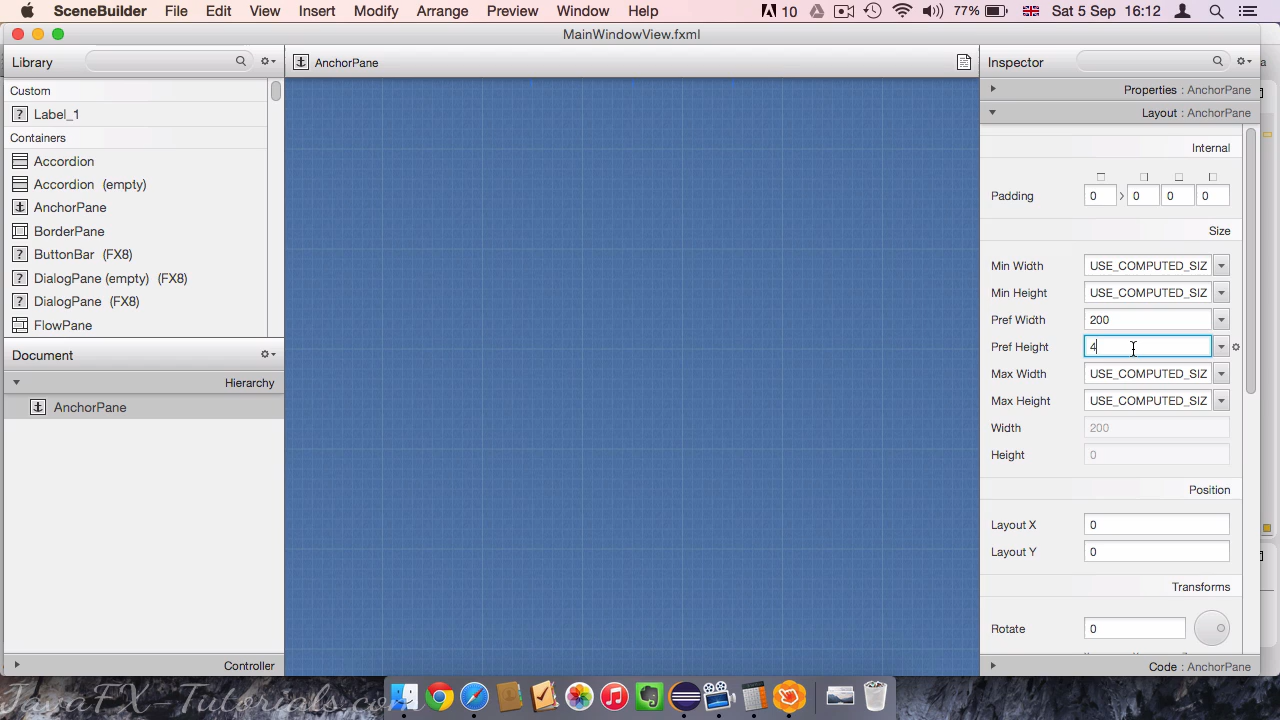 SceneBuilder File Edit View Insert Modify Arrange Preview Window Help 10 77% Sat 5 Sep 16:12
MainWindowView.fxml
Library
Custom
? Label_1
Containers
Accordion
Accordion (empty)
AnchorPane
BorderPane
? ButtonBar (FX8)
? DialogPane (empty) (FX8)
? DialogPane (FX8)
FlowPane
Document
Hierarchy
AnchorPane
Controller
AnchorPane
Inspector
Properties : AnchorPane
Layout : AnchorPane
Internal
Padding 0 > 0 0 0
Size
Min Width USE_COMPUTED_SIZ
Min Height USE_COMPUTED_SIZ
Pref Width 200
Pref Height 4
Max Width USE_COMPUTED_SIZ
Max Height USE_COMPUTED_SIZ
Width 200
Height 0
Position
Layout X 0
Layout Y 0
Transforms
Rotate 0
Code : AnchorPane